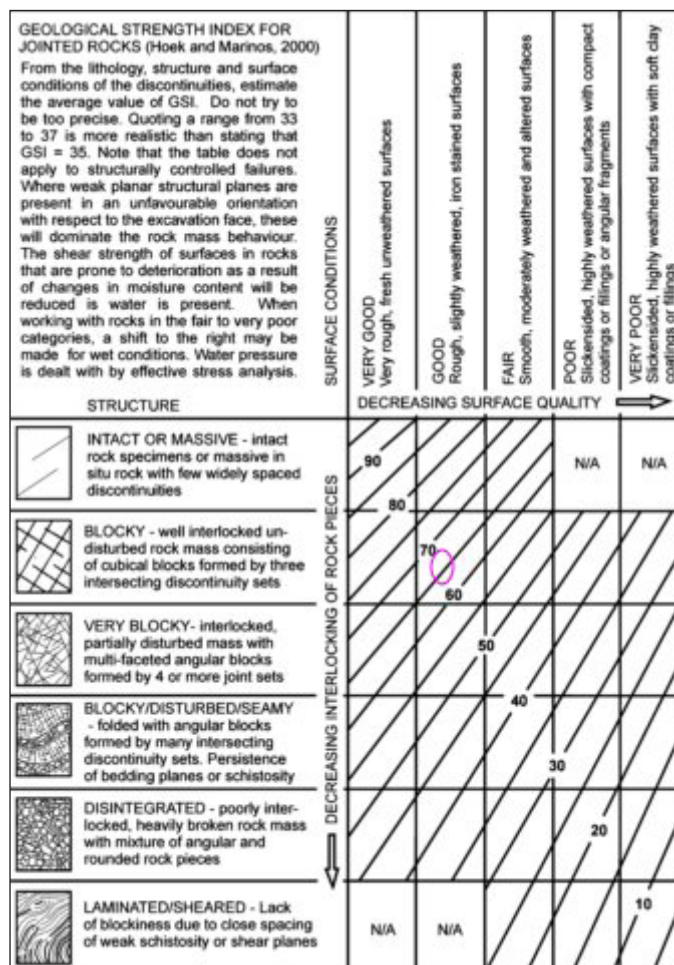 GEOLOGICAL STRENGTH INDEX FOR
JOINTED ROCKS (Hoek and Marinos, 2000)
From the lithology, structure and surface
conditions of the discontinuities, estimate
the average value of GSI. Do not try to
be too precise. Quoting a range from 33
to 37 is more realistic than stating that
GSI = 35. Note that the table does not
apply to structurally controlled failures.
Where weak planar structural planes are
present in an unfavourable orientation
with respect to the excavation face, these
will dominate the rock mass behaviour.
The shear strength of surfaces in rocks
that are prone to deterioration as a result
of changes in moisture content will be
reduced is water is present. When
working with rocks in the fair to very poor
categories, a shift to the right may be
made for wet conditions. Water pressure
is dealt with by effective stress analysis.
SURFACE CONDITIONS
VERY GOOD
Very rough, fresh unweathered surfaces
GOOD
Rough, slightly weathered, iron stained surfaces
FAIR
Smooth, moderately weathered and altered surfaces
POOR
Slickensided, highly weathered surfaces with compact
coatings or fillings or angular fragments
VERY POOR
Slickensided, highly weathered surfaces with soft clay
coatings or fillings
STRUCTURE
DECREASING SURFACE QUALITY
DECREASING INTERLOCKING OF ROCK PIECES
INTACT OR MASSIVE - intact
rock specimens or massive in
situ rock with few widely spaced
discontinuities
90
80
N/A
N/A
BLOCKY - well interlocked un-
disturbed rock mass consisting
of cubical blocks formed by three
intersecting discontinuity sets
70
60
VERY BLOCKY- interlocked,
partially disturbed mass with
multi-faceted angular blocks
formed by 4 or more joint sets
50
BLOCKY/DISTURBED/SEAMY
- folded with angular blocks
formed by many intersecting
discontinuity sets. Persistence
of bedding planes or schistosity
40
30
DISINTEGRATED - poorly inter-
locked, heavily broken rock mass
with mixture of angular and
rounded rock pieces
20
LAMINATED/SHEARED - Lack
of blockiness due to close spacing
of weak schistosity or shear planes
N/A
N/A
10